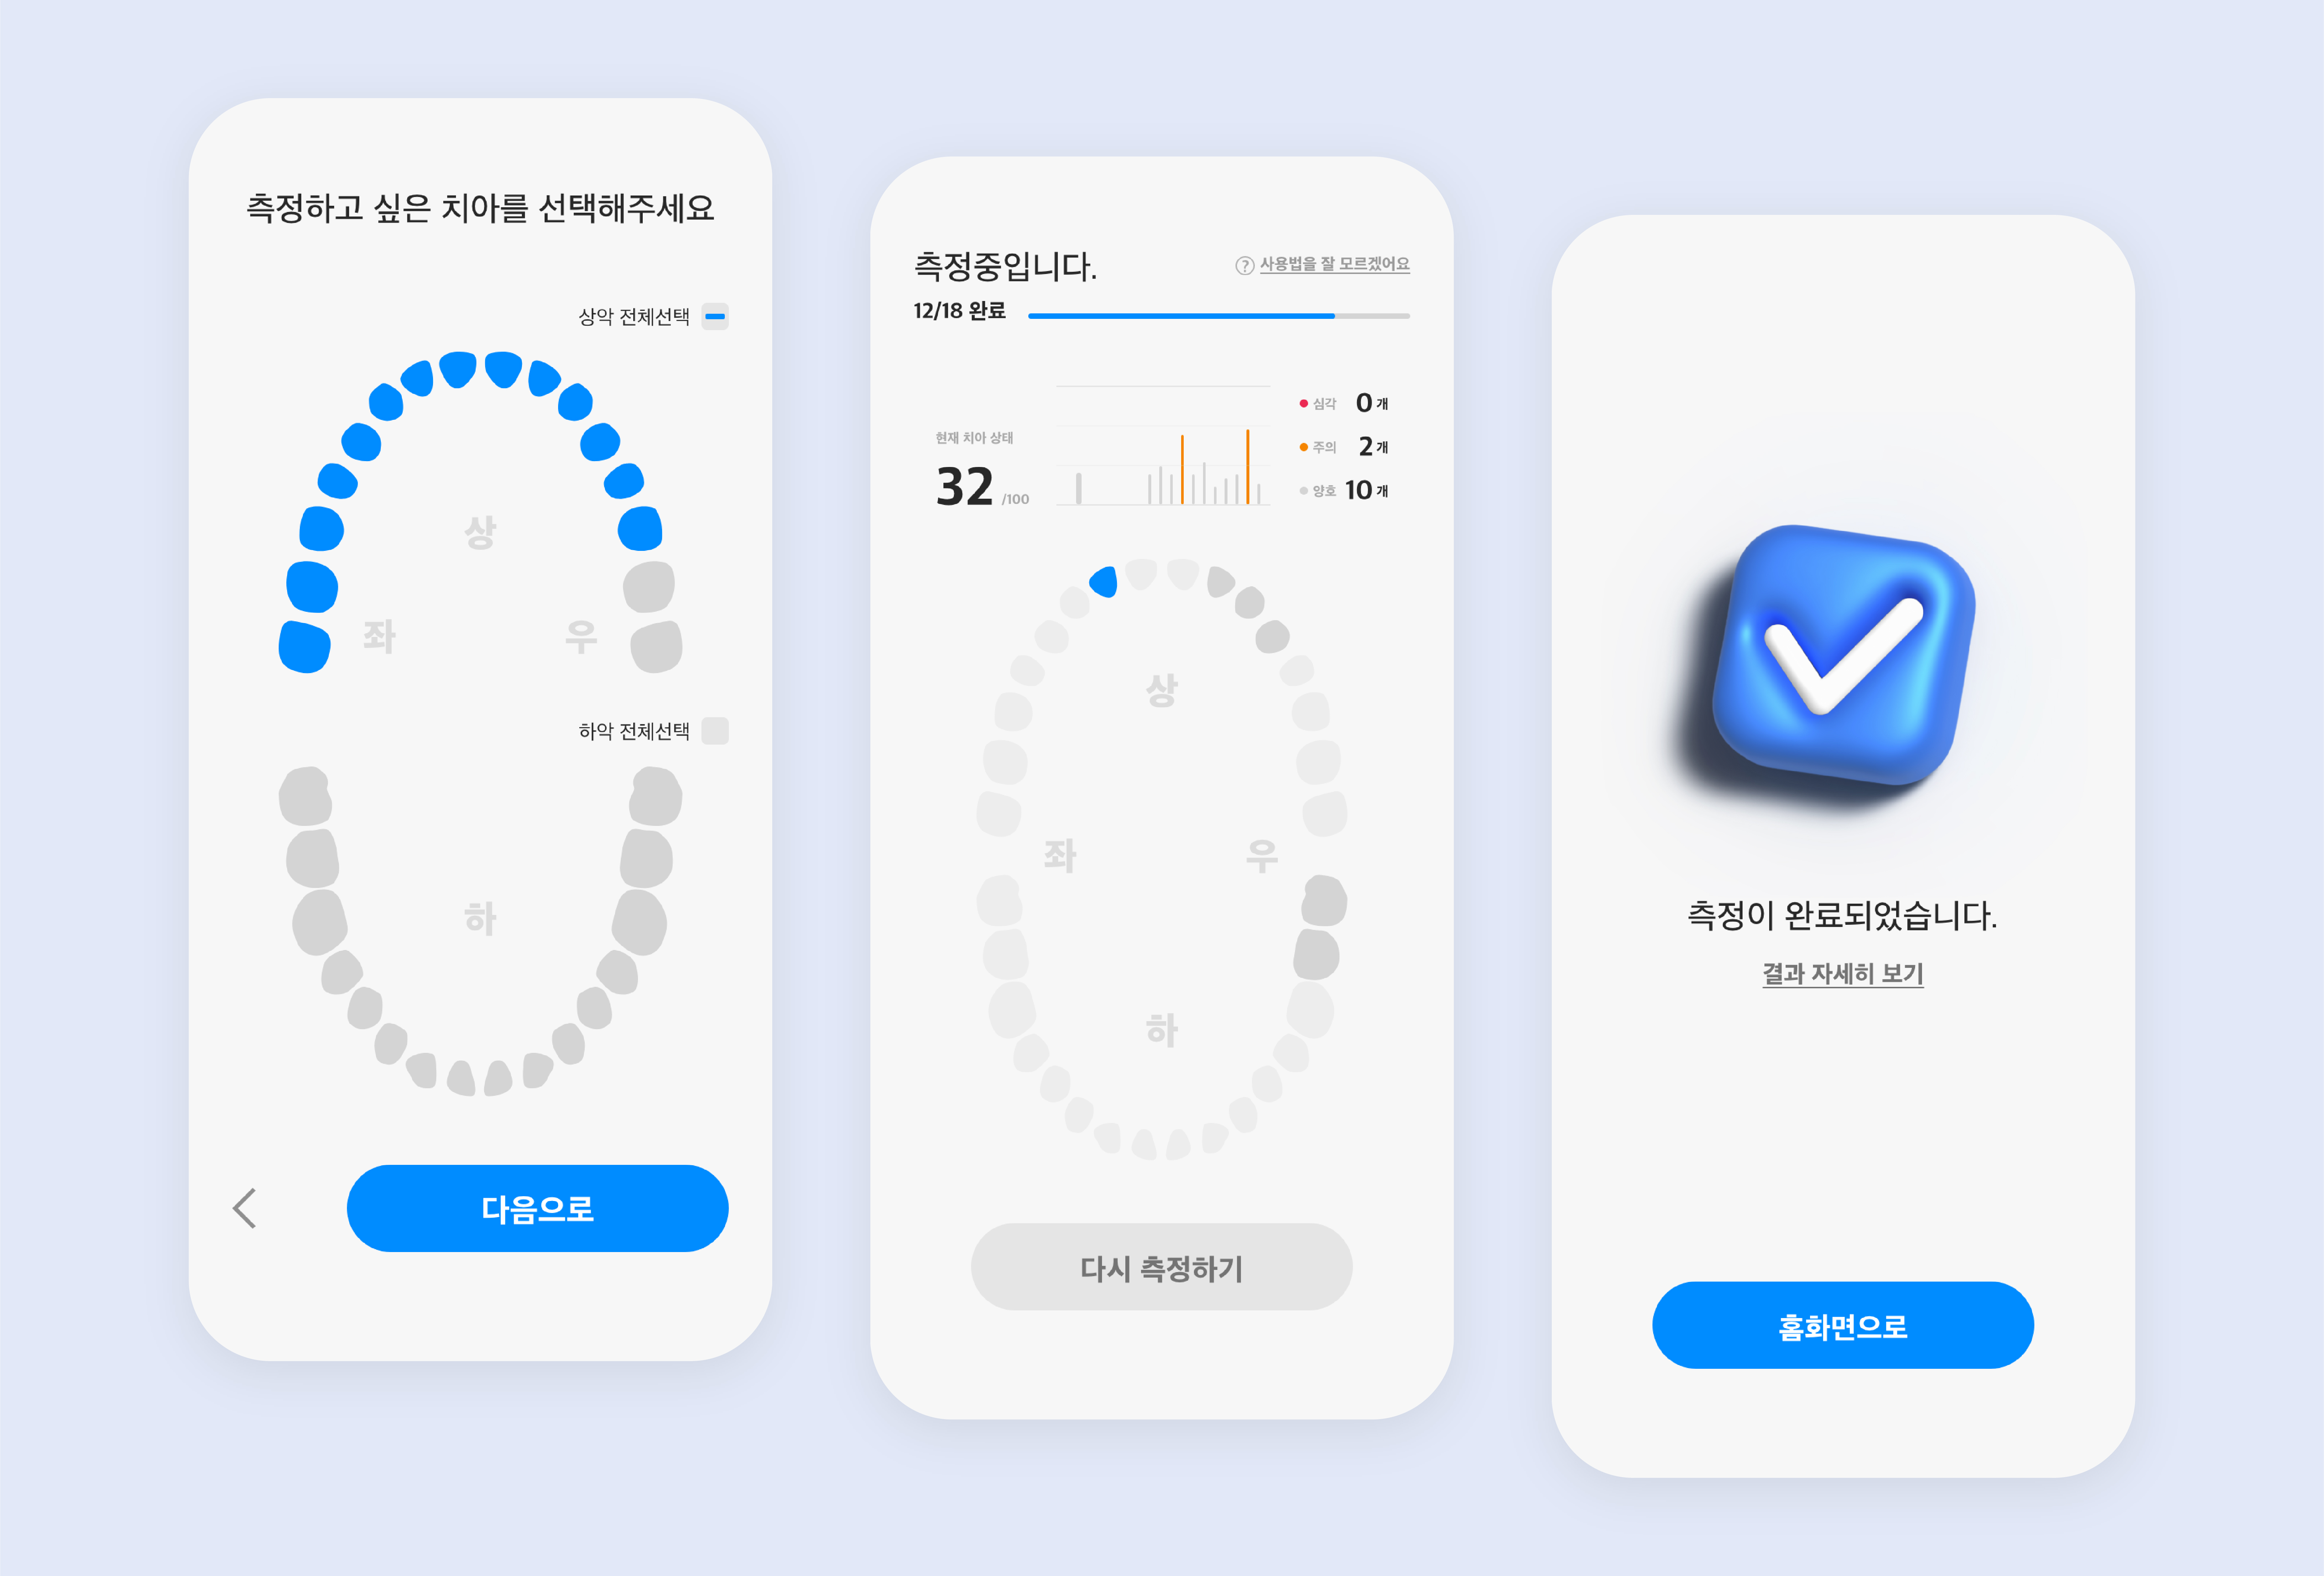 측정하고 싶은 치아를 선택해주세요
상악 전체선택
상
좌 우
하악 전체선택
하
다음으로
측정중입니다.
? 사용법을 잘 모르겠어요
12/18 완료
현재 치아 상태
32 /100
심각 0 개
주의 2 개
양호 10 개
상
좌 우
하
다시 측정하기
측정이 완료되었습니다.
결과 자세히 보기
홈화면으로